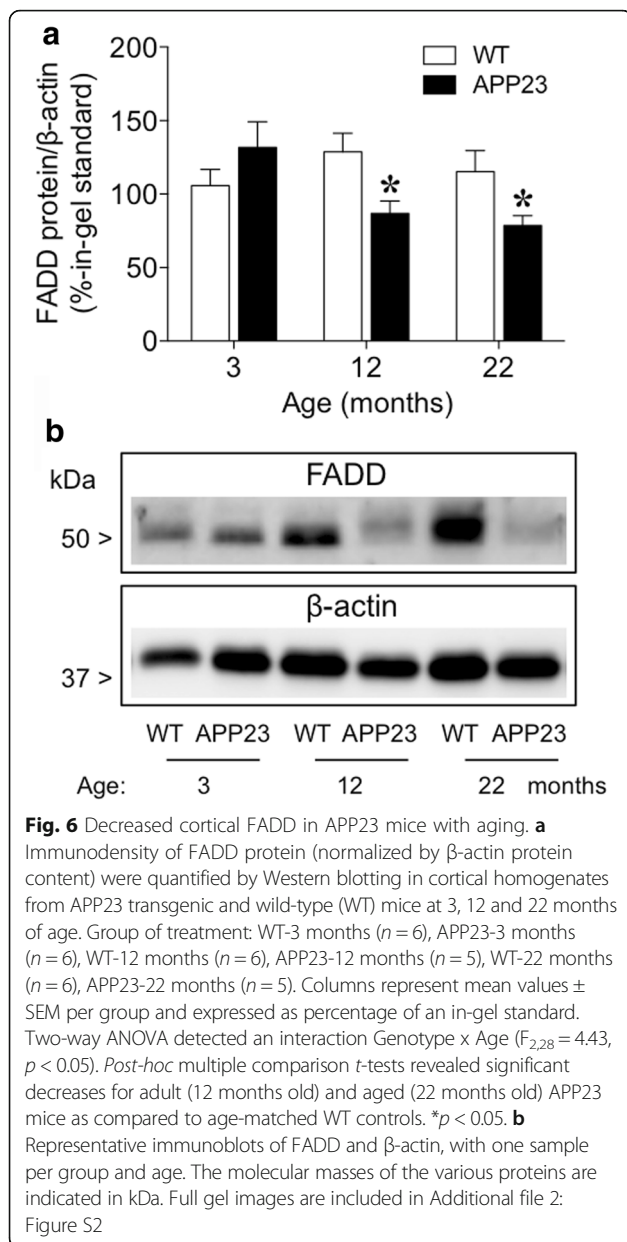 a
200
150
100
50
0
FADD protein/β-actin
(%-in-gel standard)
WT
APP23
*
*
3 12 22
Age (months)
b
kDa
FADD
50 >
β-actin
37 >
WT APP23 WT APP23 WT APP23
Age: 3 12 22 months
Fig. 6 Decreased cortical FADD in APP23 mice with aging. a
Immunodensity of FADD protein (normalized by β-actin protein
content) were quantified by Western blotting in cortical homogenates
from APP23 transgenic and wild-type (WT) mice at 3, 12 and 22 months
of age. Group of treatment: WT-3 months (n = 6), APP23-3 months
(n = 6), WT-12 months (n = 6), APP23-12 months (n = 5), WT-22 months
(n = 6), APP23-22 months (n = 5). Columns represent mean values ±
SEM per group and expressed as percentage of an in-gel standard.
Two-way ANOVA detected an interaction Genotype x Age (F2,28 = 4.43,
p < 0.05). Post-hoc multiple comparison t-tests revealed significant
decreases for adult (12 months old) and aged (22 months old) APP23
mice as compared to age-matched WT controls. *p < 0.05. b
Representative immunoblots of FADD and β-actin, with one sample
per group and age. The molecular masses of the various proteins are
indicated in kDa. Full gel images are included in Additional file 2:
Figure S2